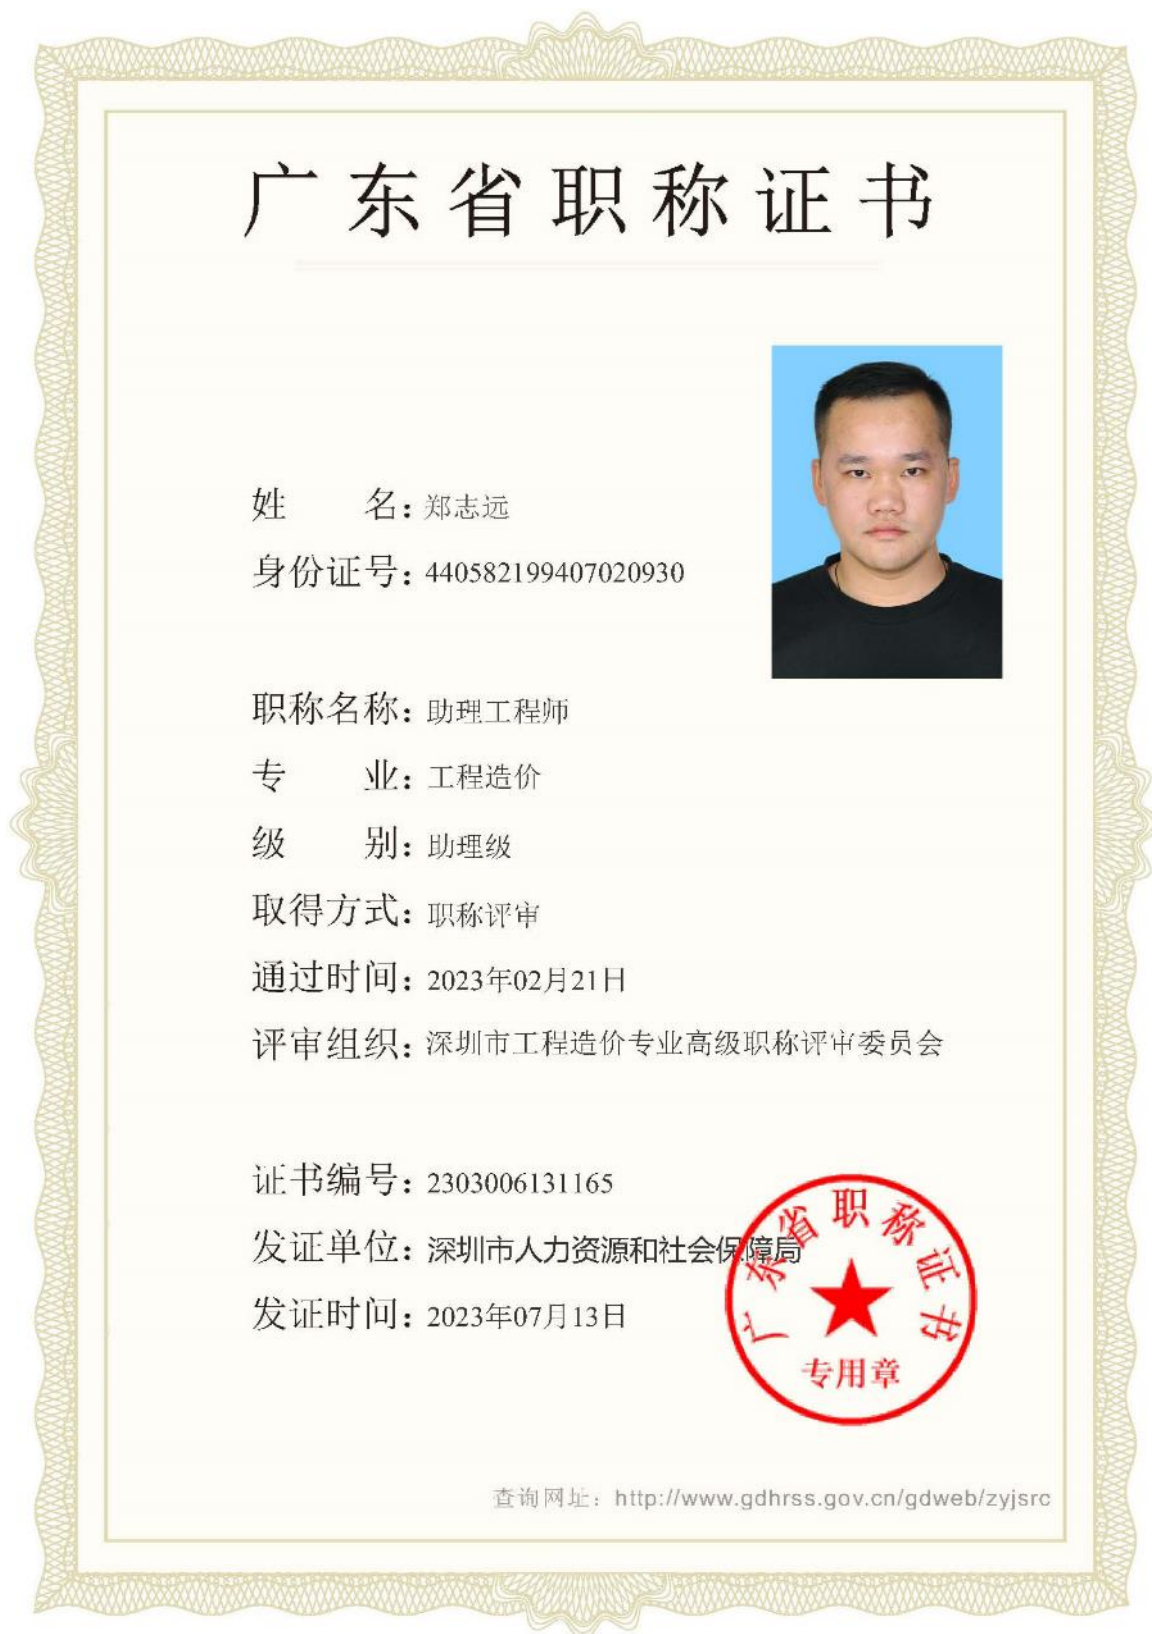 广东省职称证书
姓名：郑志远
身份证号：440582199407020930
职称名称：助理工程师
专业：工程造价
级别：助理级
取得方式：职称评审
通过时间：2023年02月21日
评审组织：深圳市工程造价专业高级职称评审委员会
证书编号：2303006131165
发证单位：深圳市人力资源和社会保障局
发证时间：2023年07月13日
广东省职称证书
专用章
查询网址：http://www.gdhrss.gov.cn/gdweb/zyjsrc